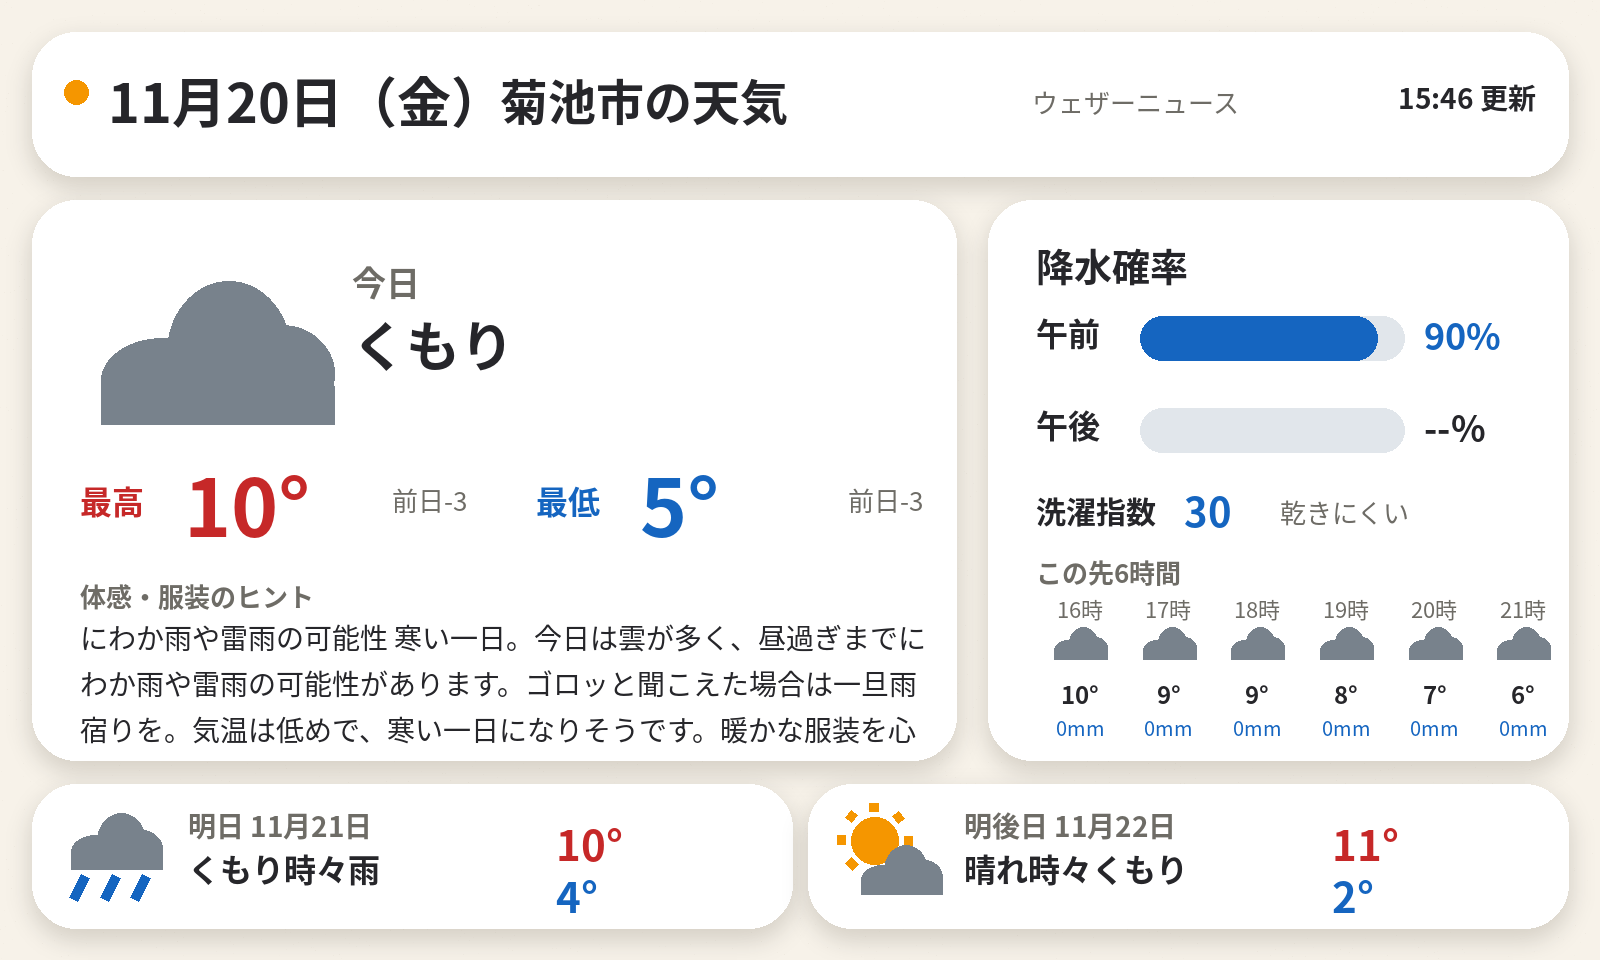 11月20日（金）菊池市の天気
ウェザーニュース
15:46 更新
今日
くもり
最高 10° 前日-3 最低 5° 前日-3
体感・服装のヒント
にわか雨や雷雨の可能性 寒い一日。今日は雲が多く、昼過ぎまでに
わか雨や雷雨の可能性があります。ゴロッと聞こえた場合は一旦雨
宿りを。気温は低めで、寒い一日になりそうです。暖かな服装を心
降水確率
午前 90%
午後 --%
洗濯指数 30 乾きにくい
この先6時間
16時 17時 18時 19時 20時 21時
10° 9° 9° 8° 7° 6°
0mm 0mm 0mm 0mm 0mm 0mm
明日 11月21日
くもり時々雨
10°
4°
明後日 11月22日
晴れ時々くもり
11°
2°